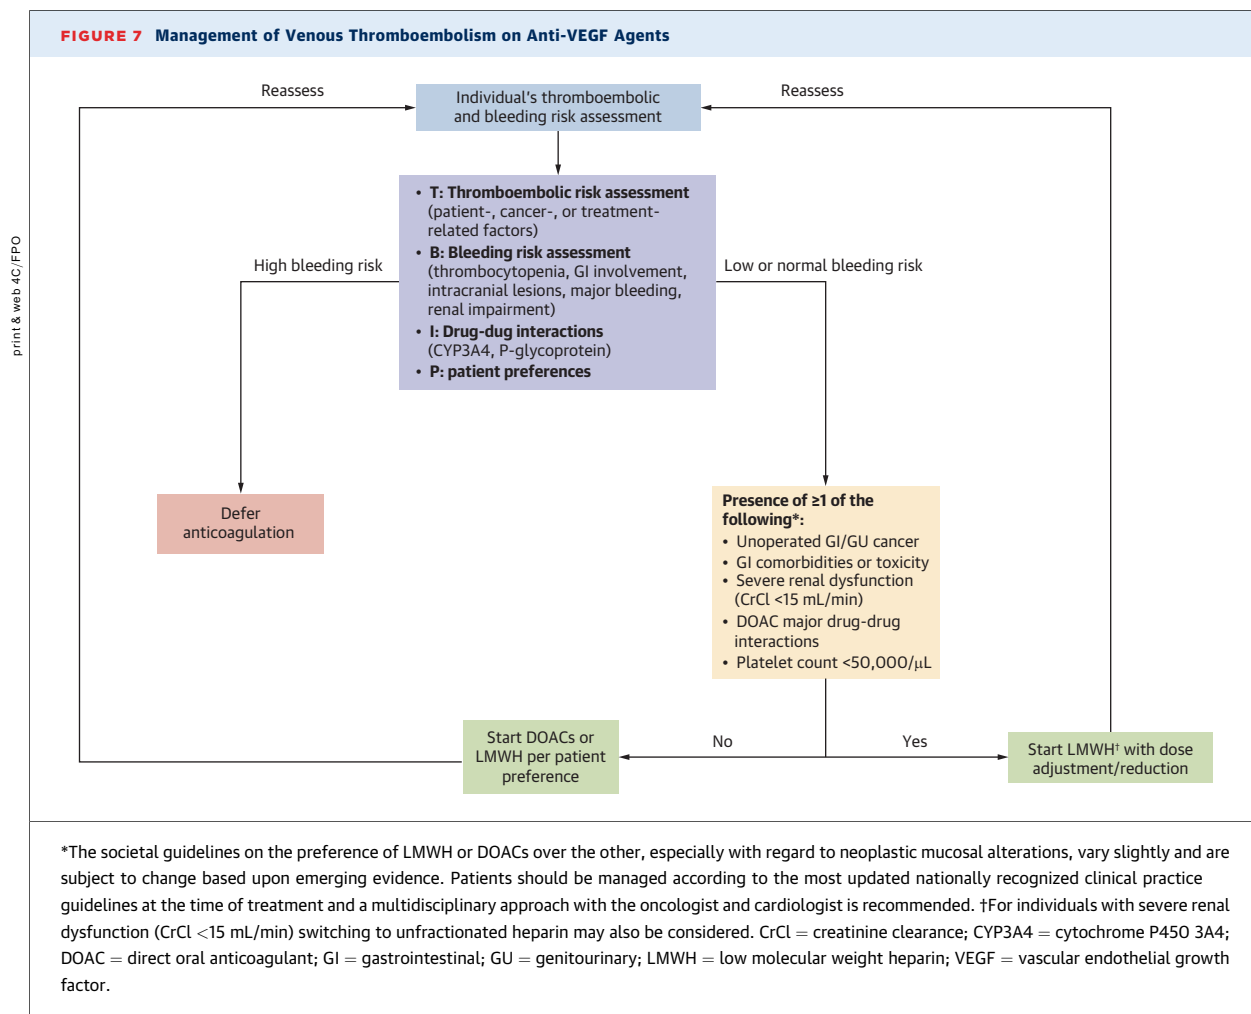 FIGURE 7 Management of Venous Thromboembolism on Anti-VEGF Agents
print & web 4C/FPO
Reassess
Reassess
Individual's thromboembolic
and bleeding risk assessment
• T: Thromboembolic risk assessment
(patient-, cancer-, or treatment-
related factors)
• B: Bleeding risk assessment
(thrombocytopenia, GI involvement,
intracranial lesions, major bleeding,
renal impairment)
• I: Drug-dug interactions
(CYP3A4, P-glycoprotein)
• P: patient preferences
High bleeding risk
Low or normal bleeding risk
Defer
anticoagulation
Presence of ≥1 of the
following*:
• Unoperated GI/GU cancer
• GI comorbidities or toxicity
• Severe renal dysfunction
(CrCl <15 mL/min)
• DOAC major drug-drug
interactions
• Platelet count <50,000/μL
No
Yes
Start DOACs or
LMWH per patient
preference
Start LMWH† with dose
adjustment/reduction
*The societal guidelines on the preference of LMWH or DOACs over the other, especially with regard to neoplastic mucosal alterations, vary slightly and are
subject to change based upon emerging evidence. Patients should be managed according to the most updated nationally recognized clinical practice
guidelines at the time of treatment and a multidisciplinary approach with the oncologist and cardiologist is recommended. †For individuals with severe renal
dysfunction (CrCl <15 mL/min) switching to unfractionated heparin may also be considered. CrCl = creatinine clearance; CYP3A4 = cytochrome P450 3A4;
DOAC = direct oral anticoagulant; GI = gastrointestinal; GU = genitourinary; LMWH = low molecular weight heparin; VEGF = vascular endothelial growth
factor.